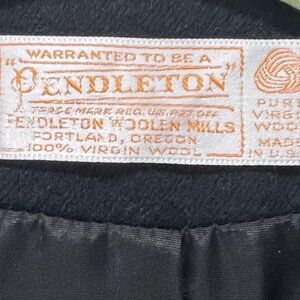 WARRANTED TO BE A
"PENDLETON"
TRADE MARK REG. U.S. PAT. OFF.
PENDLETON WOOLEN MILLS
PORTLAND, OREGON
100% VIRGIN WOOL
PURE
VIRGIN
WOOL
MADE
IN U.S.